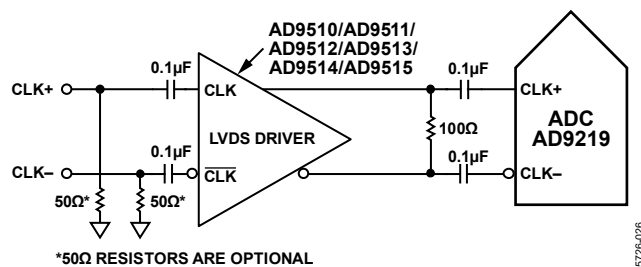 AD9510/AD9511/
AD9512/AD9513/
AD9514/AD9515
0.1µF
0.1µF
CLK+
CLK
CLK+
ADC
AD9219
LVDS DRIVER
100Ω
0.1µF
0.1µF
CLK–
CLK
CLK–
50Ω*
50Ω*
*50Ω RESISTORS ARE OPTIONAL
5726-026